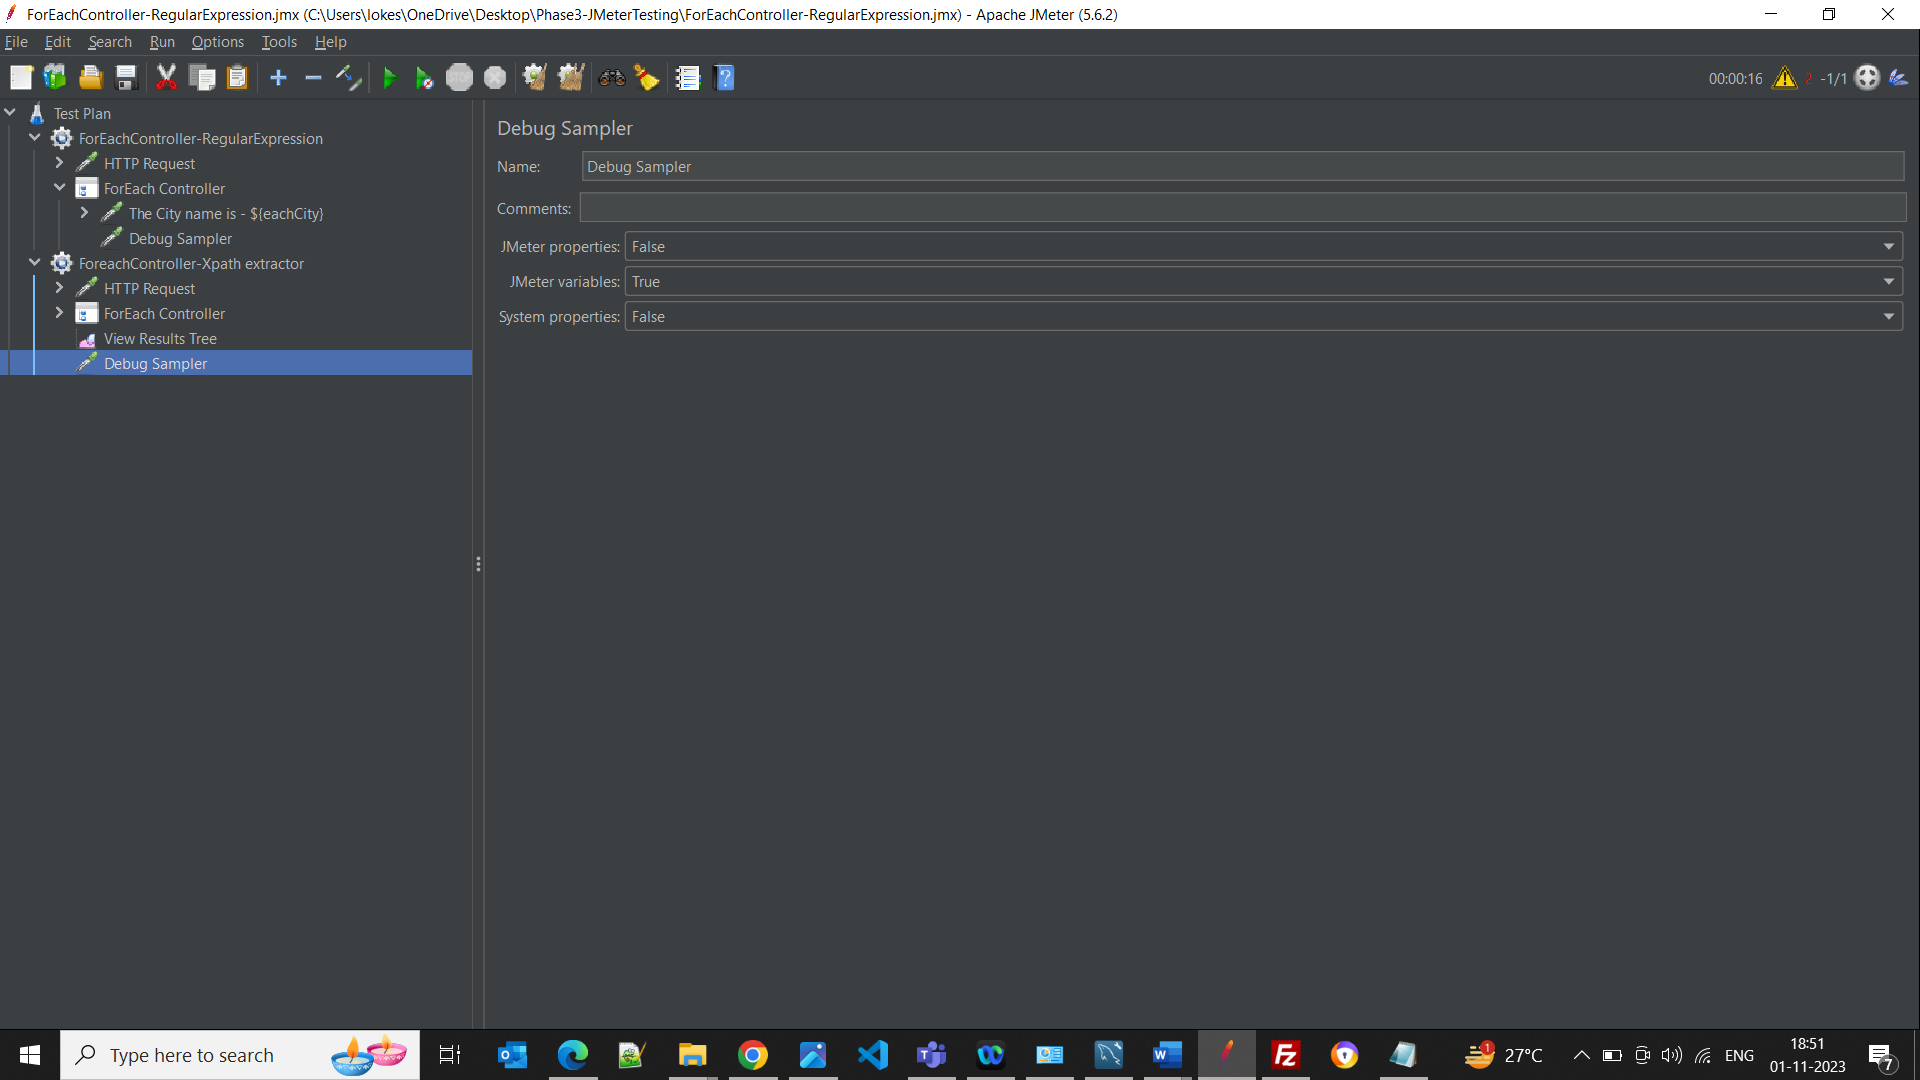 ForEachController-RegularExpression.jmx (C:\Users\lokes\OneDrive\Desktop\Phase3-JMeterTesting\ForEachController-RegularExpression.jmx) - Apache JMeter (5.6.2)
File Edit Search Run Options Tools Help
STOP
00:00:16 2 -1/1
Test Plan
ForEachController-RegularExpression
HTTP Request
ForEach Controller
The City name is - ${eachCity}
Debug Sampler
ForeachController-Xpath extractor
HTTP Request
ForEach Controller
View Results Tree
Debug Sampler
Debug Sampler
Name: Debug Sampler
Comments:
JMeter properties: False
JMeter variables: True
System properties: False
Type here to search
1 27°C
ENG
18:51
01-11-2023
7